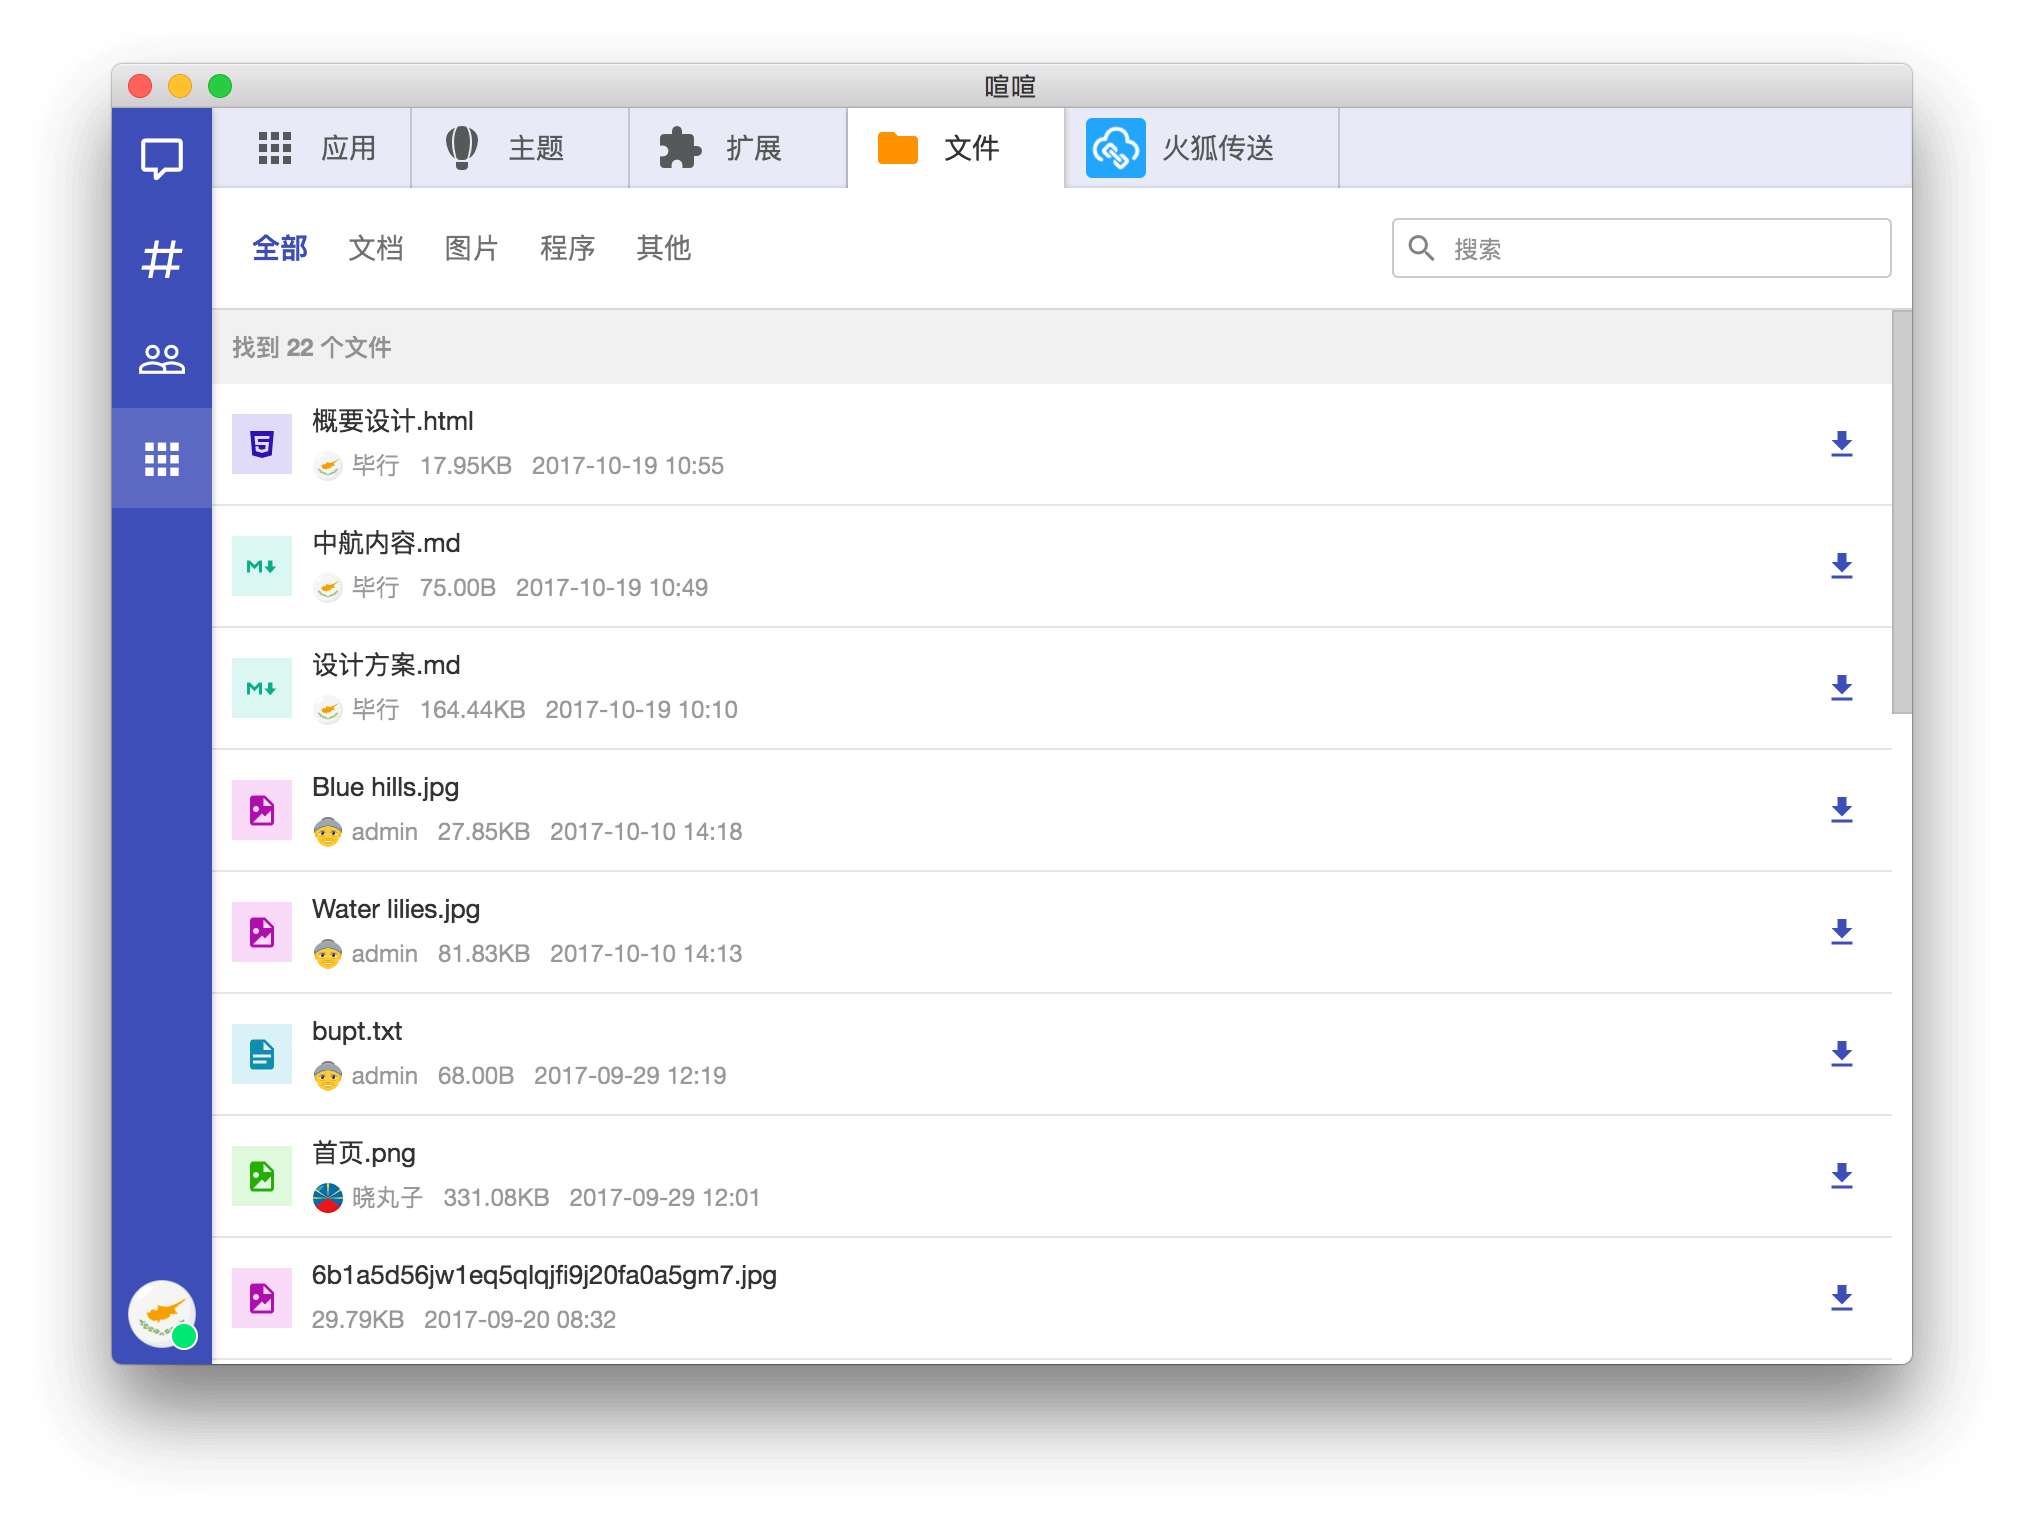 喧喧
应用 主题 扩展 文件 火狐传送
全部 文档 图片 程序 其他 搜索
找到 22 个文件
概要设计.html
毕行 17.95KB 2017-10-19 10:55
中航内容.md
毕行 75.00B 2017-10-19 10:49
设计方案.md
毕行 164.44KB 2017-10-19 10:10
Blue hills.jpg
admin 27.85KB 2017-10-10 14:18
Water lilies.jpg
admin 81.83KB 2017-10-10 14:13
bupt.txt
admin 68.00B 2017-09-29 12:19
首页.png
晓丸子 331.08KB 2017-09-29 12:01
6b1a5d56jw1eq5qlqjfi9j20fa0a5gm7.jpg
29.79KB 2017-09-20 08:32